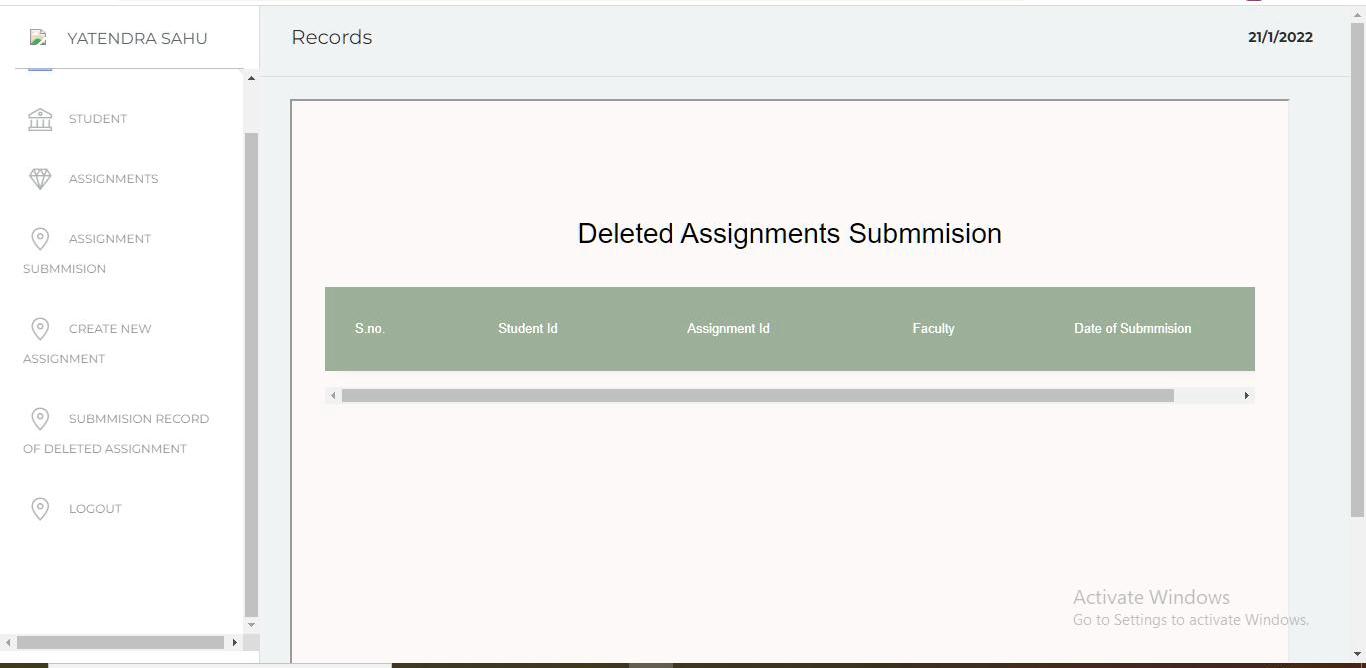 YATENDRA SAHU
STUDENT
ASSIGNMENTS
ASSIGNMENT
SUBMMISION
CREATE NEW
ASSIGNMENT
SUBMMISION RECORD
OF DELETED ASSIGNMENT
LOGOUT
Records
21/1/2022
Deleted Assignments Submmision
S.no. Student Id Assignment Id Faculty Date of Submmision
Activate Windows
Go to Settings to activate Windows.